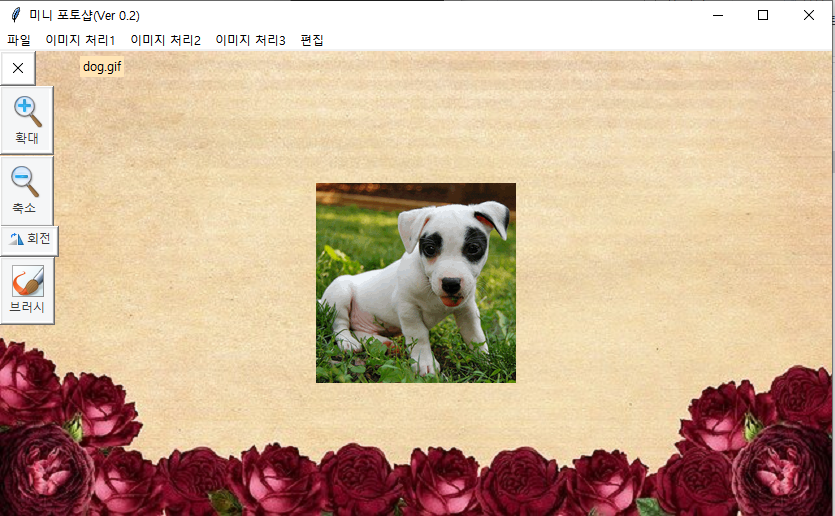 미니 포토샵(Ver 0.2)
파일 이미지 처리1 이미지 처리2 이미지 처리3 편집
dog.gif
확대
축소
회전
브러시